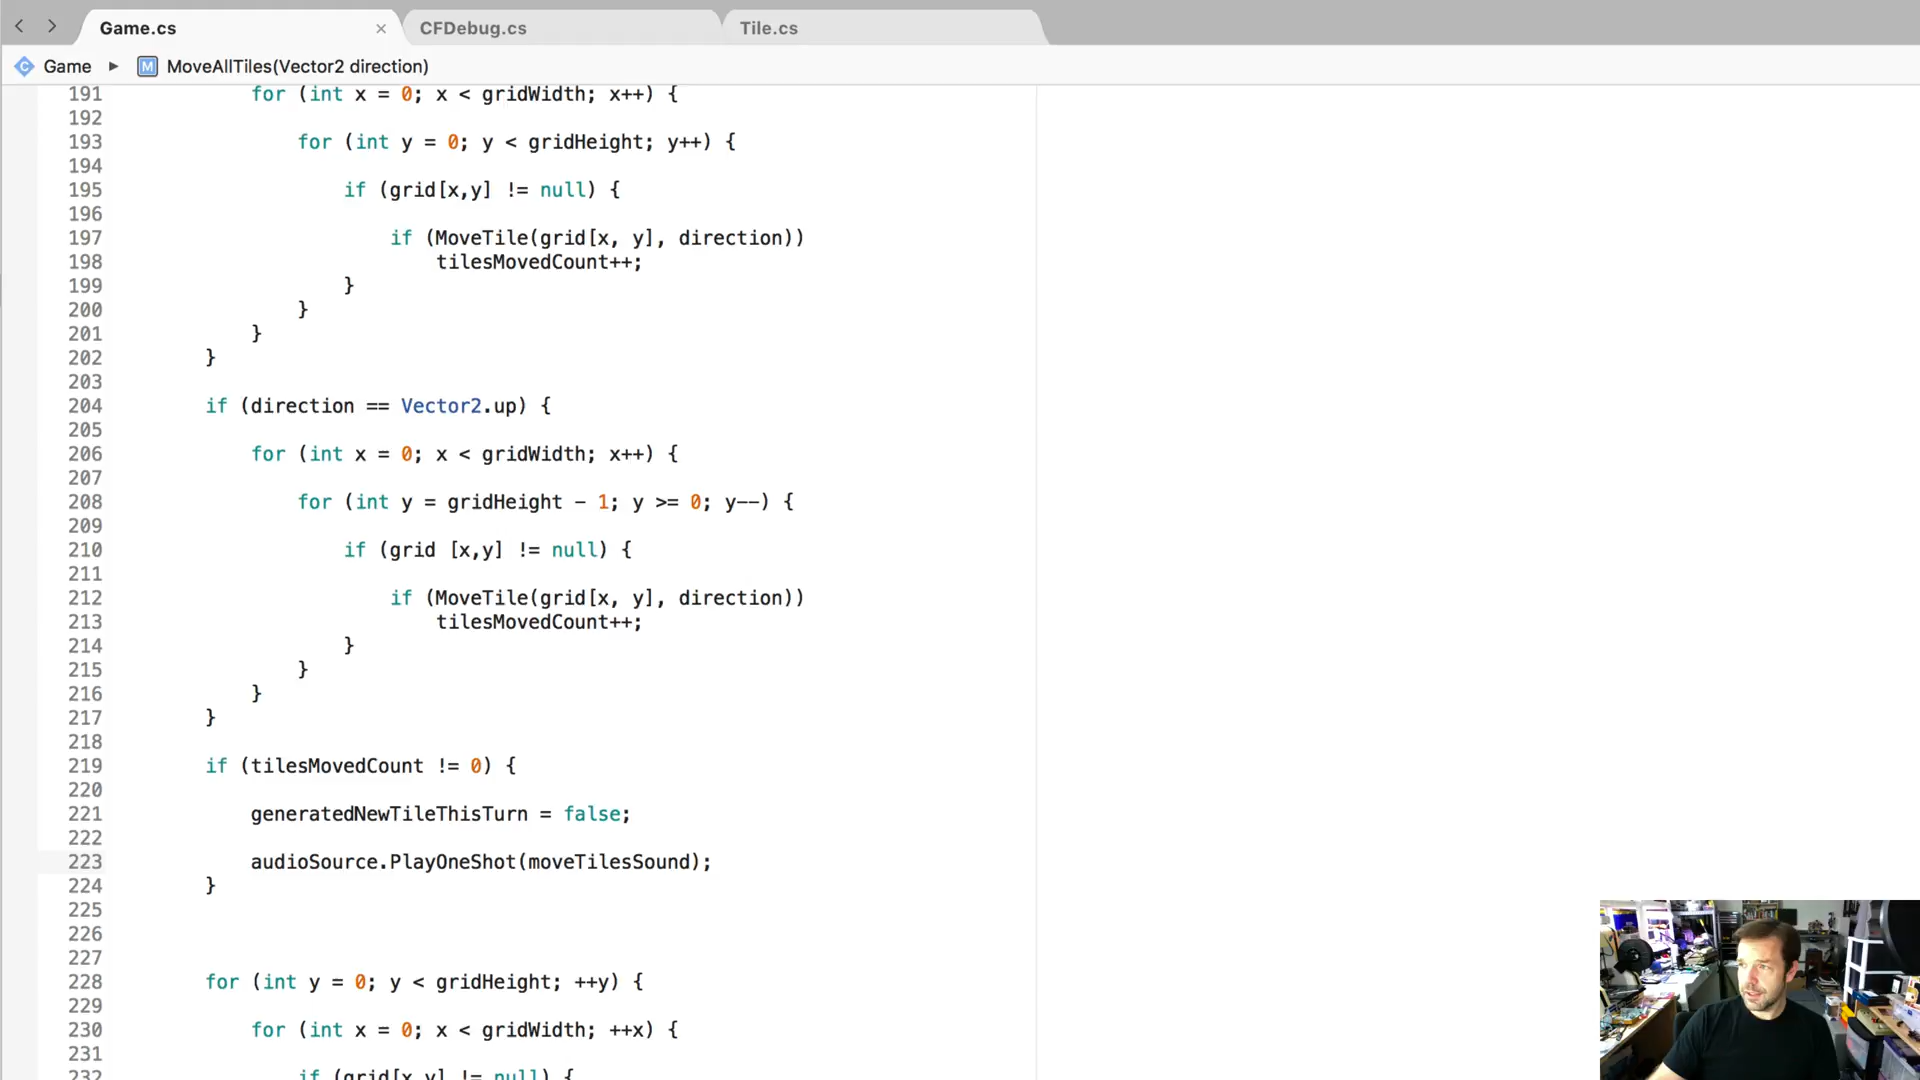 Game.cs × CFDebug.cs Tile.cs
C Game ▶ M MoveAllTiles(Vector2 direction)
191 for (int x = 0; x < gridWidth; x++) {
192
193 for (int y = 0; y < gridHeight; y++) {
194
195 if (grid[x,y] != null) {
196
197 if (MoveTile(grid[x, y], direction))
198 tilesMovedCount++;
199 }
200 }
201 }
202 }
203
204 if (direction == Vector2.up) {
205
206 for (int x = 0; x < gridWidth; x++) {
207
208 for (int y = gridHeight - 1; y >= 0; y--) {
209
210 if (grid [x,y] != null) {
211
212 if (MoveTile(grid[x, y], direction))
213 tilesMovedCount++;
214 }
215 }
216 }
217 }
218
219 if (tilesMovedCount != 0) {
220
221 generatedNewTileThisTurn = false;
222
223 audioSource.PlayOneShot(moveTilesSound);
224 }
225
226
227
228 for (int y = 0; y < gridHeight; ++y) {
229
230 for (int x = 0; x < gridWidth; ++x) {
231
232 if (grid[x,y] != null) {